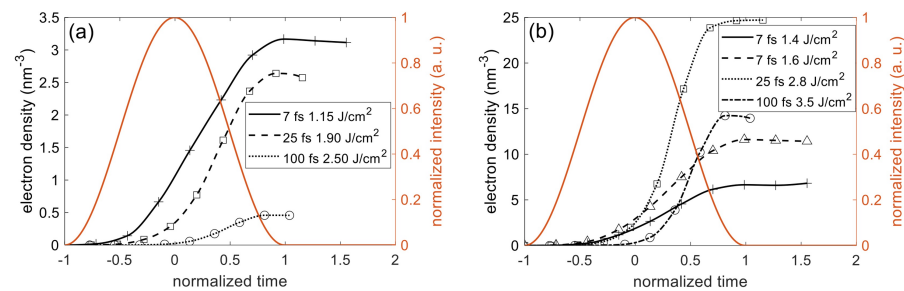 (a)
electron density (nm-3)
3.5
3
2.5
2
1.5
1
0.5
0
-1
-0.5
0
0.5
1
1.5
2
normalized time
7 fs 1.15 J/cm2
25 fs 1.90 J/cm2
100 fs 2.50 J/cm2
1
0.8
0.6
0.4
0.2
0
normalized intensity (a. u.)
(b)
electron density (nm-3)
25
20
15
10
5
0
-1
-0.5
0
0.5
1
1.5
2
normalized time
7 fs 1.4 J/cm2
7 fs 1.6 J/cm2
25 fs 2.8 J/cm2
100 fs 3.5 J/cm2
1
0.8
0.6
0.4
0.2
0
normalized intensity (a. u.)